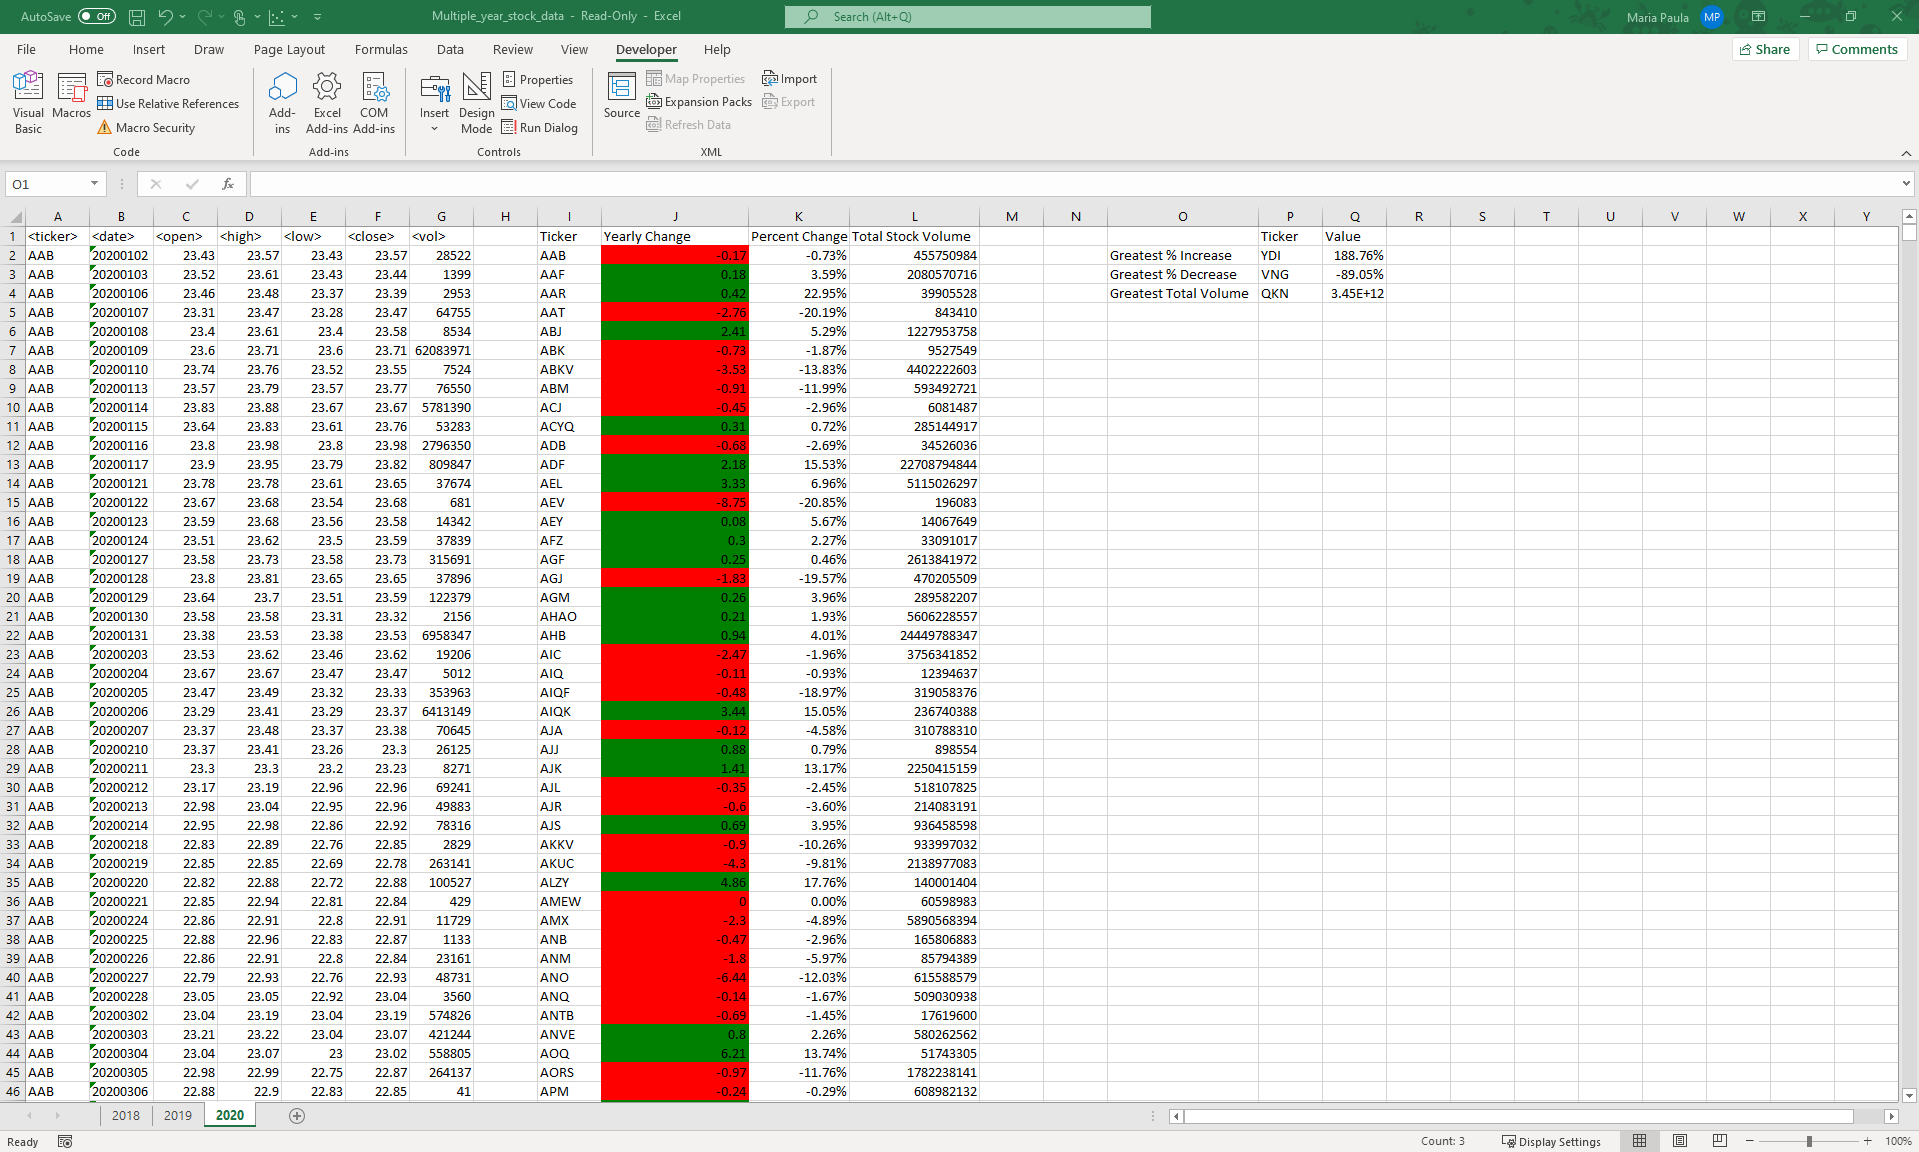 AutoSave Off Multiple_year_stock_data - Read-Only - Excel Search (Alt+Q) Maria Paula MP
File Home Insert Draw Page Layout Formulas Data Review View Developer Help Share Comments
Visual Basic Macros Record Macro Use Relative References Macro Security
Add-ins Excel Add-ins COM Add-ins
Insert Design Mode Properties View Code Run Dialog
Source Map Properties Expansion Packs Refresh Data Import Export
Code Add-ins Controls XML
O1 fx
A B C D E F G H I J K L M N O P Q R S T U V W X Y
1 <ticker> <date> <open> <high> <low> <close> <vol> Ticker Yearly Change Percent Change Total Stock Volume Ticker Value
2 AAB 20200102 23.43 23.57 23.43 23.57 28522 AAB -0.17 -0.73% 455750984 Greatest % Increase YDI 188.76%
3 AAB 20200103 23.52 23.61 23.43 23.44 1399 AAF 0.18 3.59% 2080570716 Greatest % Decrease VNG -89.05%
4 AAB 20200106 23.46 23.48 23.37 23.39 2953 AAR 0.42 22.95% 39905528 Greatest Total Volume QKN 3.45E+12
5 AAB 20200107 23.31 23.47 23.28 23.47 64755 AAT -2.76 -20.19% 843410
6 AAB 20200108 23.4 23.61 23.4 23.58 8534 ABJ 2.41 5.29% 1227953758
7 AAB 20200109 23.6 23.71 23.6 23.71 62083971 ABK -0.73 -1.87% 9527549
8 AAB 20200110 23.74 23.76 23.52 23.55 7524 ABKV -3.53 -13.83% 4402222603
9 AAB 20200113 23.57 23.79 23.57 23.77 76550 ABM -0.91 -11.99% 593492721
10 AAB 20200114 23.83 23.88 23.67 23.67 5781390 ACJ -0.45 -2.96% 6081487
11 AAB 20200115 23.64 23.83 23.61 23.76 53283 ACYQ 0.31 0.72% 285144917
12 AAB 20200116 23.8 23.98 23.8 23.98 2796350 ADB -0.68 -2.69% 34526036
13 AAB 20200117 23.9 23.95 23.79 23.82 809847 ADF 2.18 15.53% 22708794844
14 AAB 20200121 23.78 23.78 23.61 23.65 37674 AEL 3.33 6.96% 5115026297
15 AAB 20200122 23.67 23.68 23.54 23.68 681 AEV -8.75 -20.85% 196083
16 AAB 20200123 23.59 23.68 23.56 23.58 14342 AEY 0.08 5.67% 14067649
17 AAB 20200124 23.51 23.62 23.5 23.59 37839 AFZ 0.3 2.27% 33091017
18 AAB 20200127 23.58 23.73 23.58 23.73 315691 AGF 0.25 0.46% 2613841972
19 AAB 20200128 23.8 23.81 23.65 23.65 37896 AGJ -1.83 -19.57% 470205509
20 AAB 20200129 23.64 23.7 23.51 23.59 122379 AGM 0.26 3.96% 289582207
21 AAB 20200130 23.58 23.58 23.31 23.32 2156 AHAO 0.21 1.93% 5606228557
22 AAB 20200131 23.38 23.53 23.38 23.53 6958347 AHB 0.94 4.01% 24449788347
23 AAB 20200203 23.53 23.62 23.46 23.62 19206 AIC -2.47 -1.96% 3756341852
24 AAB 20200204 23.67 23.67 23.47 23.47 5012 AIQ -0.11 -0.93% 12394637
25 AAB 20200205 23.47 23.49 23.32 23.33 353963 AIQF -0.48 -18.97% 319058376
26 AAB 20200206 23.29 23.41 23.29 23.37 6413149 AIQK 3.44 15.05% 236740388
27 AAB 20200207 23.37 23.48 23.37 23.38 70645 AJA -0.12 -4.58% 310788310
28 AAB 20200210 23.37 23.41 23.26 23.3 26125 AJJ 0.88 0.79% 898554
29 AAB 20200211 23.3 23.3 23.2 23.23 8271 AJK 1.41 13.17% 2250415159
30 AAB 20200212 23.17 23.19 22.96 22.96 69241 AJL -0.35 -2.45% 518107825
31 AAB 20200213 22.98 23.04 22.95 22.96 49883 AJR -0.6 -3.60% 214083191
32 AAB 20200214 22.95 22.98 22.86 22.92 78316 AJS 0.69 3.95% 936458598
33 AAB 20200218 22.83 22.89 22.76 22.85 2829 AKKV -0.9 -10.26% 933997032
34 AAB 20200219 22.85 22.85 22.69 22.78 263141 AKUC -4.3 -9.81% 2138977083
35 AAB 20200220 22.82 22.88 22.72 22.88 100527 ALZY 4.86 17.76% 140001404
36 AAB 20200221 22.85 22.94 22.81 22.84 429 AMEW 0 0.00% 60598983
37 AAB 20200224 22.86 22.91 22.8 22.91 11729 AMX -2.3 -4.89% 5890568394
38 AAB 20200225 22.88 22.96 22.83 22.87 1133 ANB -0.47 -2.96% 165806883
39 AAB 20200226 22.86 22.91 22.8 22.84 23161 ANM -1.8 -5.97% 85794389
40 AAB 20200227 22.79 22.93 22.76 22.93 48731 ANO -6.44 -12.03% 615588579
41 AAB 20200228 23.05 23.05 22.92 23.04 3560 ANQ -0.14 -1.67% 509030938
42 AAB 20200302 23.04 23.19 23.04 23.19 574826 ANTB -0.69 -1.45% 17619600
43 AAB 20200303 23.21 23.22 23.04 23.07 421244 ANVE 0.8 2.26% 580262562
44 AAB 20200304 23.04 23.07 23 23.02 558805 AOQ 6.21 13.74% 51743305
45 AAB 20200305 22.98 22.99 22.75 22.87 264137 AORS -0.97 -11.76% 1782238141
46 AAB 20200306 22.88 22.9 22.83 22.85 41 APM -0.24 -0.29% 608982132
2018 2019 2020
Ready Count: 3 Display Settings 100%